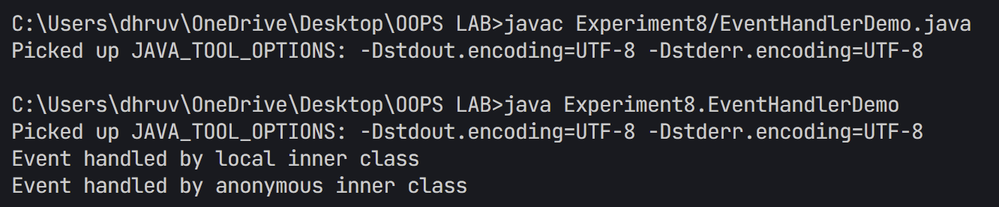 C:\Users\dhruv\OneDrive\Desktop\OOPS LAB>javac Experiment8/EventHandlerDemo.java
Picked up JAVA_TOOL_OPTIONS: -Dstdout.encoding=UTF-8 -Dstderr.encoding=UTF-8
C:\Users\dhruv\OneDrive\Desktop\OOPS LAB>java Experiment8.EventHandlerDemo
Picked up JAVA_TOOL_OPTIONS: -Dstdout.encoding=UTF-8 -Dstderr.encoding=UTF-8
Event handled by local inner class
Event handled by anonymous inner class